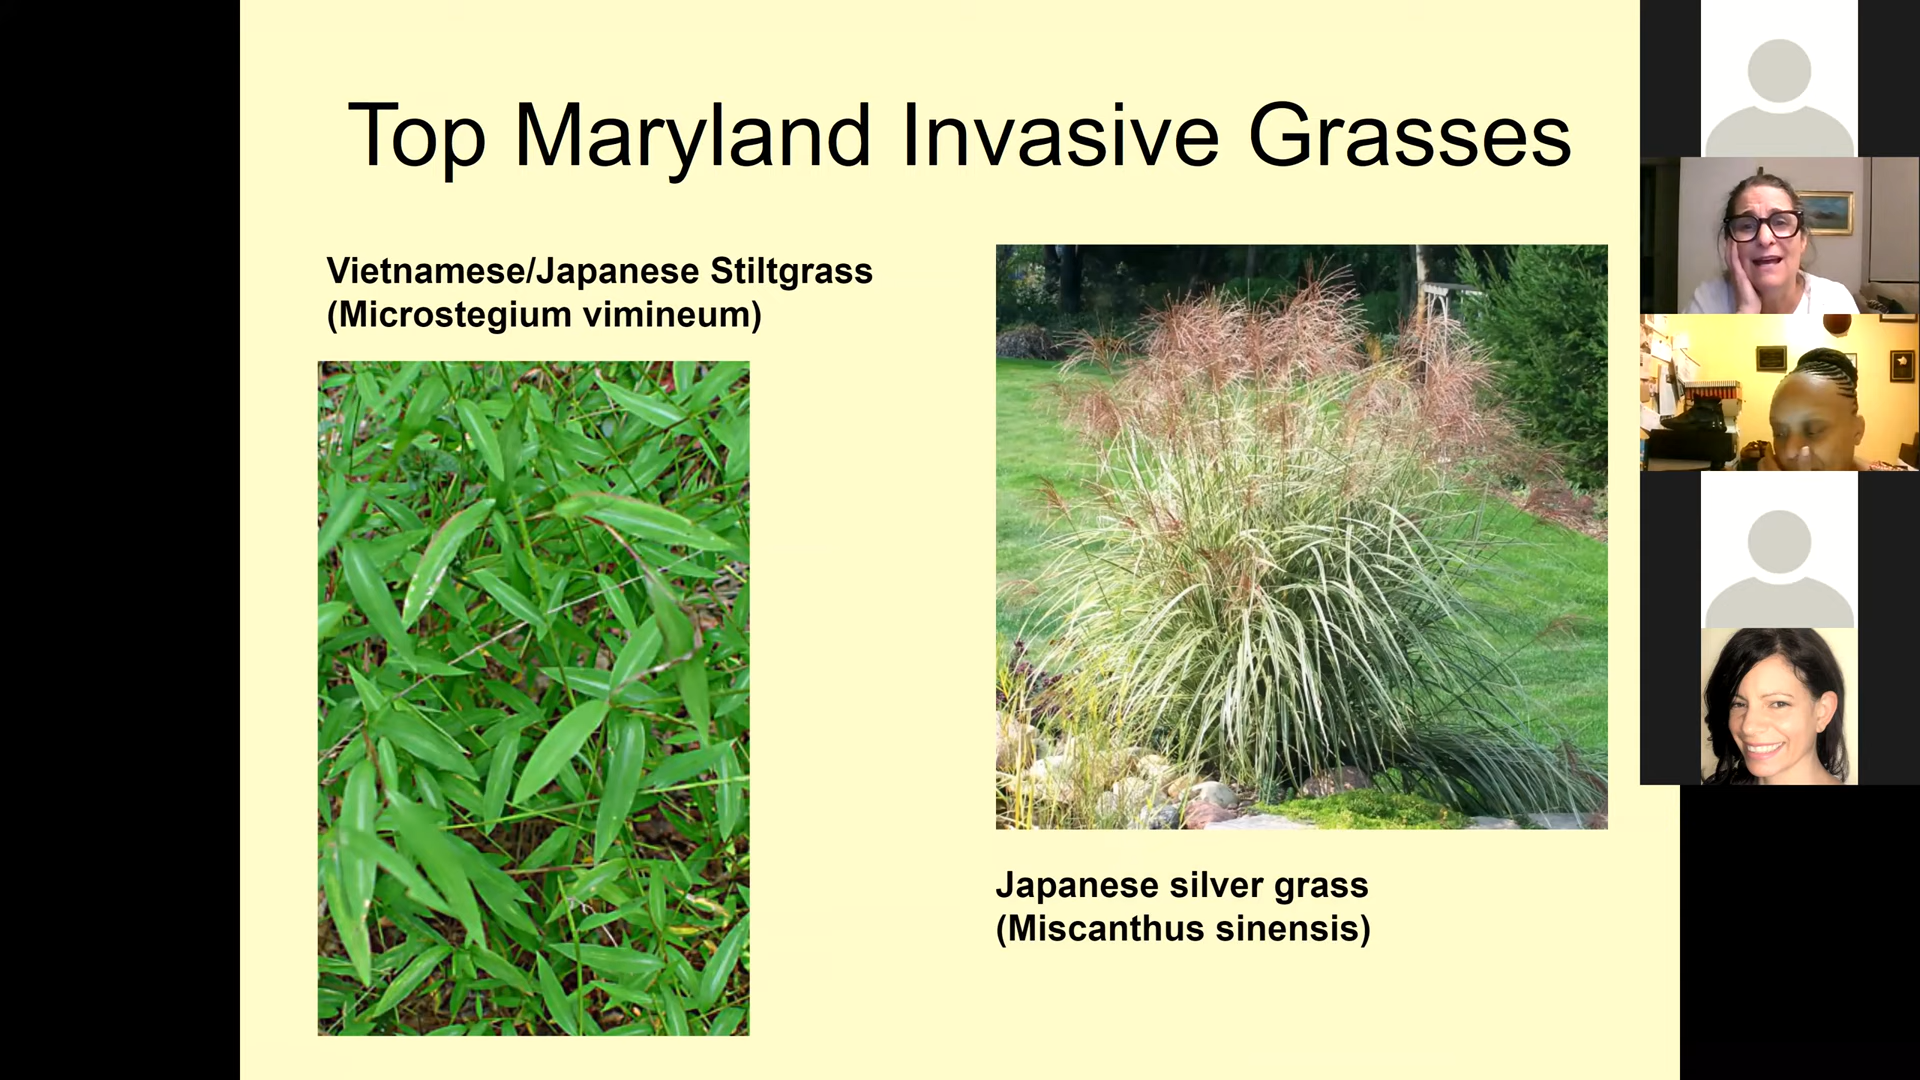 Top Maryland Invasive Grasses
Vietnamese/Japanese Stiltgrass
(Microstegium vimineum)
Japanese silver grass
(Miscanthus sinensis)